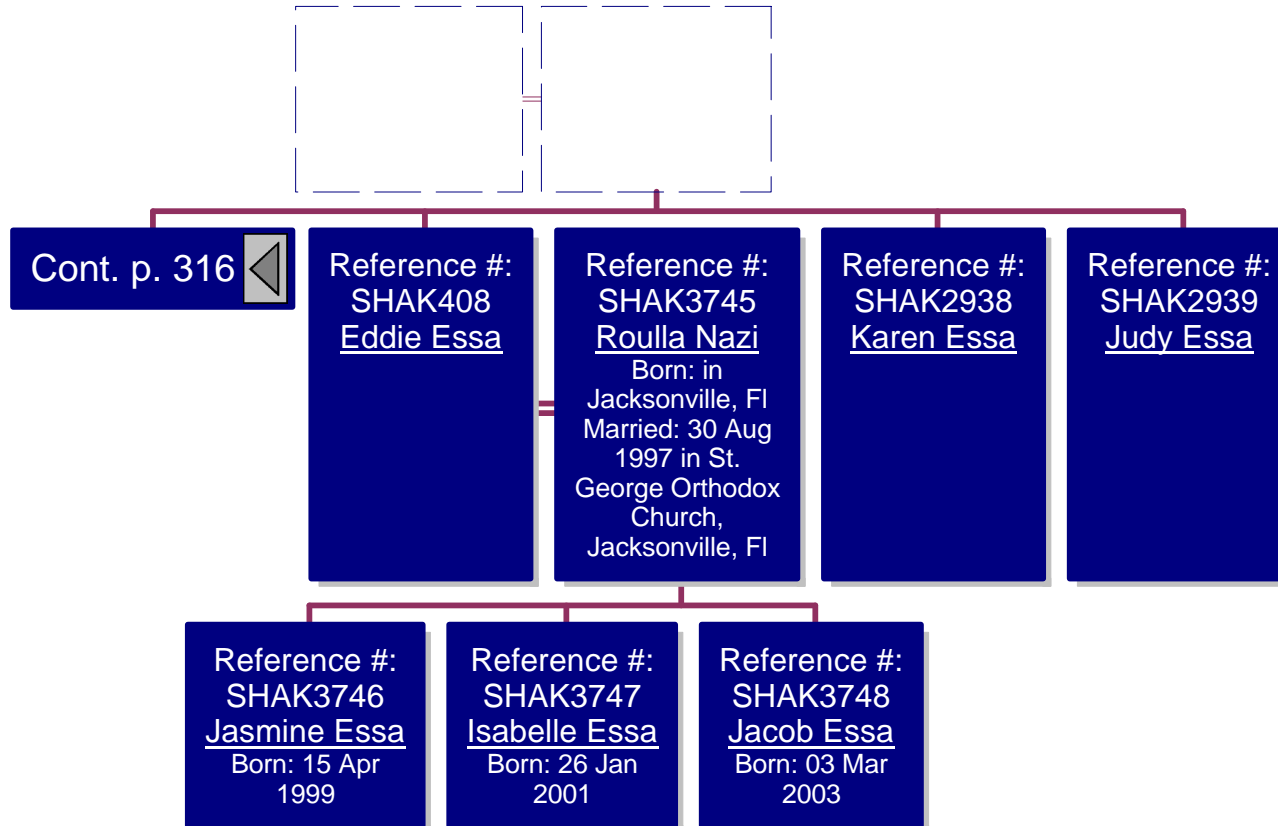 Cont. p. 316
Reference #:
SHAK408
Eddie Essa
Reference #:
SHAK3745
Roulla Nazi
Born: in
Jacksonville, Fl
Married: 30 Aug
1997 in St.
George Orthodox
Church,
Jacksonville, Fl
Reference #:
SHAK2938
Karen Essa
Reference #:
SHAK2939
Judy Essa
Reference #:
SHAK3746
Jasmine Essa
Born: 15 Apr
1999
Reference #:
SHAK3747
Isabelle Essa
Born: 26 Jan
2001
Reference #:
SHAK3748
Jacob Essa
Born: 03 Mar
2003